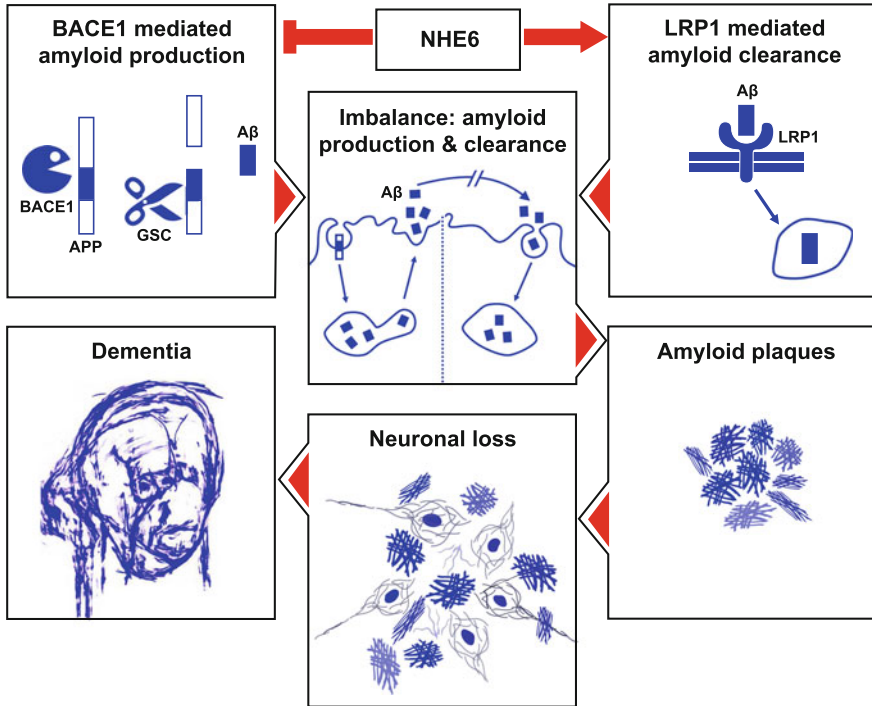 BACE1 mediated
amyloid production
NHE6
LRP1 mediated
amyloid clearance
Aβ
BACE1
APP
GSC
Imbalance: amyloid
production & clearance
Aβ
Aβ
LRP1
Dementia
Neuronal loss
Amyloid plaques